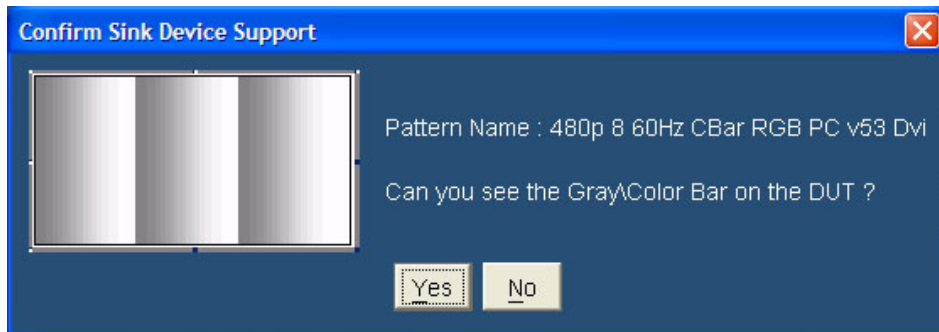 Confirm Sink Device Support
Pattern Name : 480p 8 60Hz CBar RGB PC v53 Dvi
Can you see the Gray\Color Bar on the DUT ?
Yes No